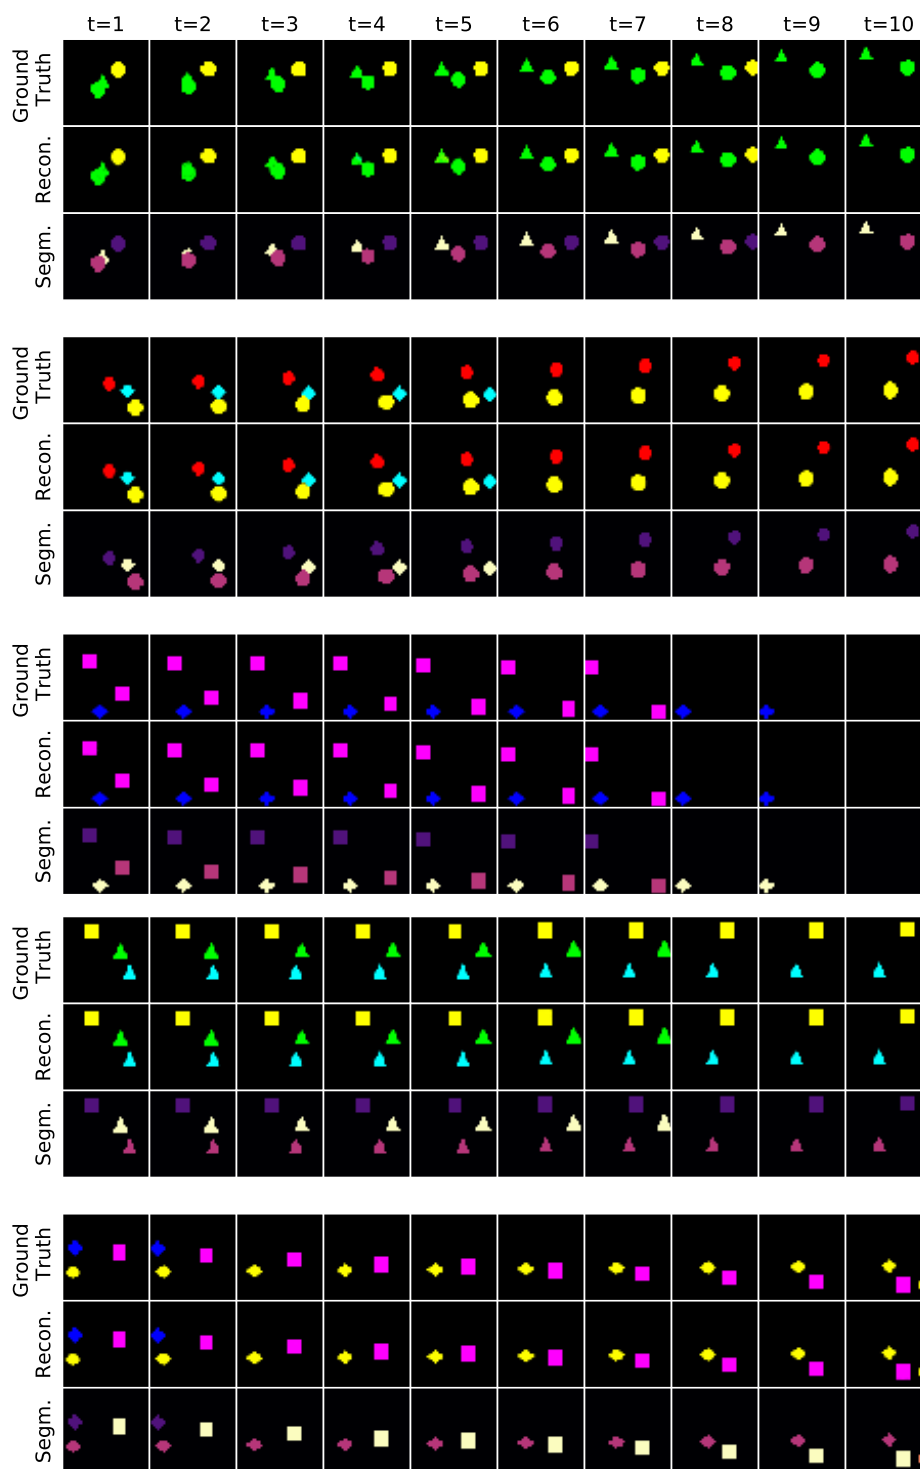 t=1 t=2 t=3 t=4 t=5 t=6 t=7 t=8 t=9 t=10
Ground
Truth
Recon.
Segm.
Ground
Truth
Recon.
Segm.
Ground
Truth
Recon.
Segm.
Ground
Truth
Recon.
Segm.
Ground
Truth
Recon.
Segm.